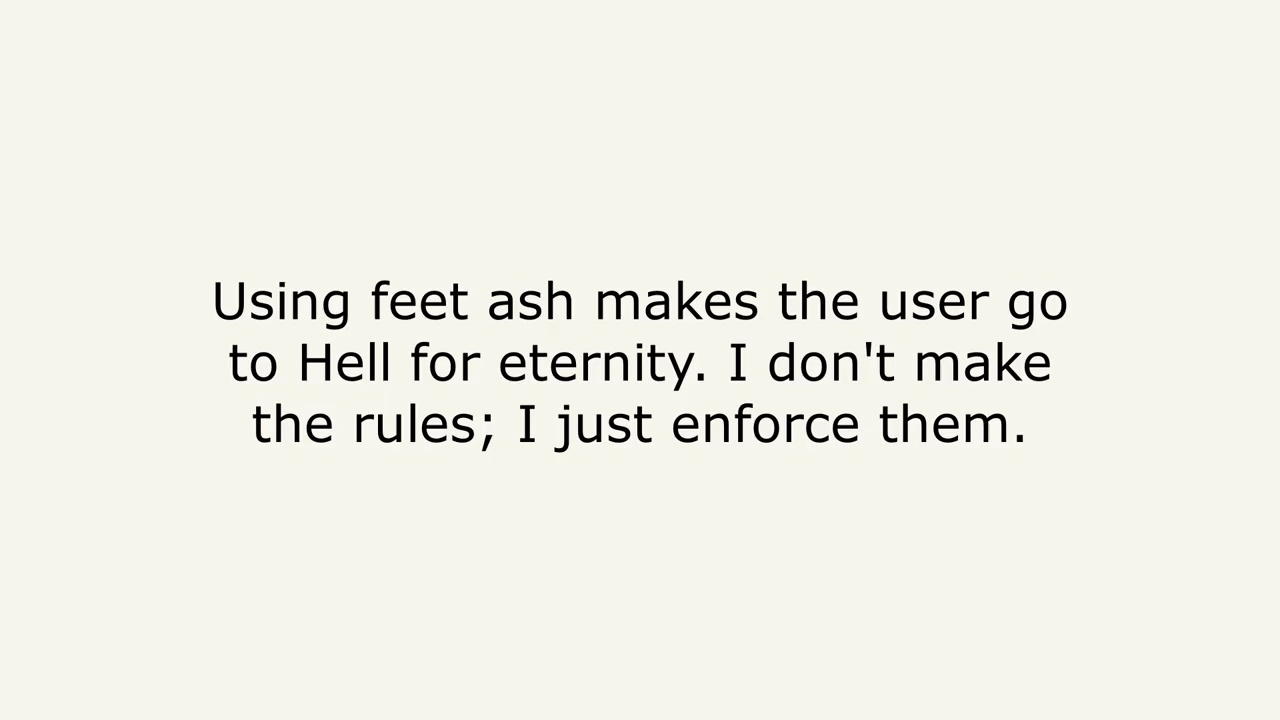 Using feet ash makes the user go
to Hell for eternity. I don't make
the rules; I just enforce them.